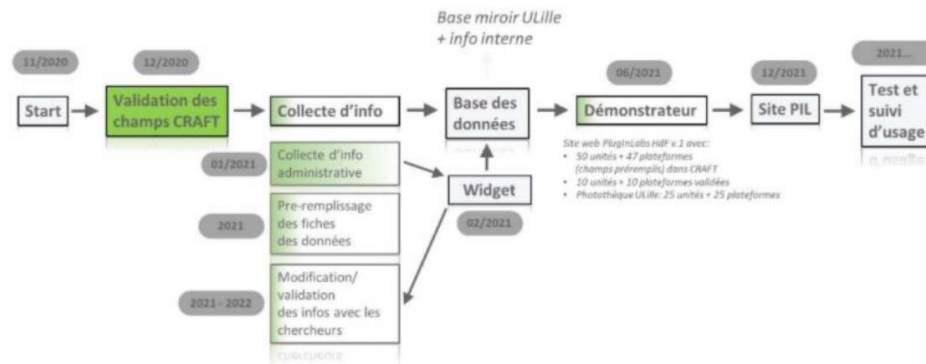 Base miroir ULille
+ info interne
11/2020
12/2020
06/2021
12/2021
2021...
Start
Validation des
champs CRAFT
Collecte d'info
Base des
données
Démonstrateur
Site PIL
Test et
suivi
d'usage
Site web PlugInLabs HdF v.1 avec:
• 50 unités + 47 plateformes
(champs préremplis) dans CRAFT
• 10 unités + 10 plateformes validées
• Photothèque ULille: 25 unités + 25 plateformes
01/2021
Collecte d'info
administrative
Widget
02/2021
2021
Pre-remplissage
des fiches
des données
2021 - 2022
Modification/
validation
des infos avec les
chercheurs